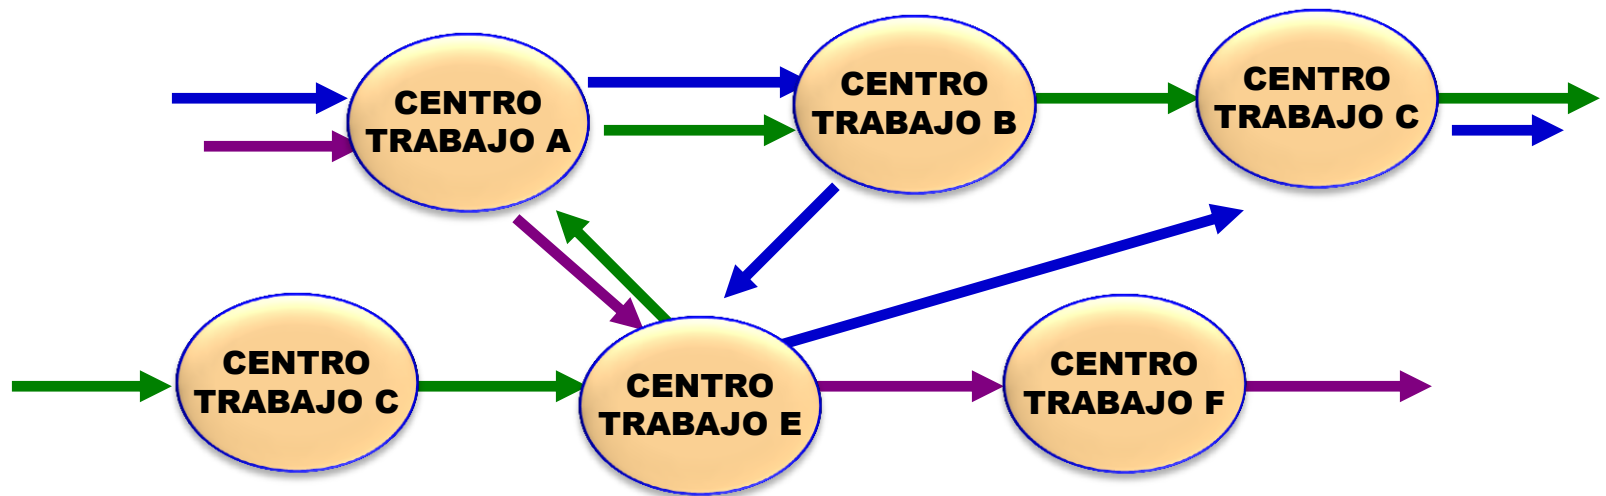 CENTRO
TRABAJO A
CENTRO
TRABAJO B
CENTRO
TRABAJO C
CENTRO
TRABAJO C
CENTRO
TRABAJO E
CENTRO
TRABAJO F